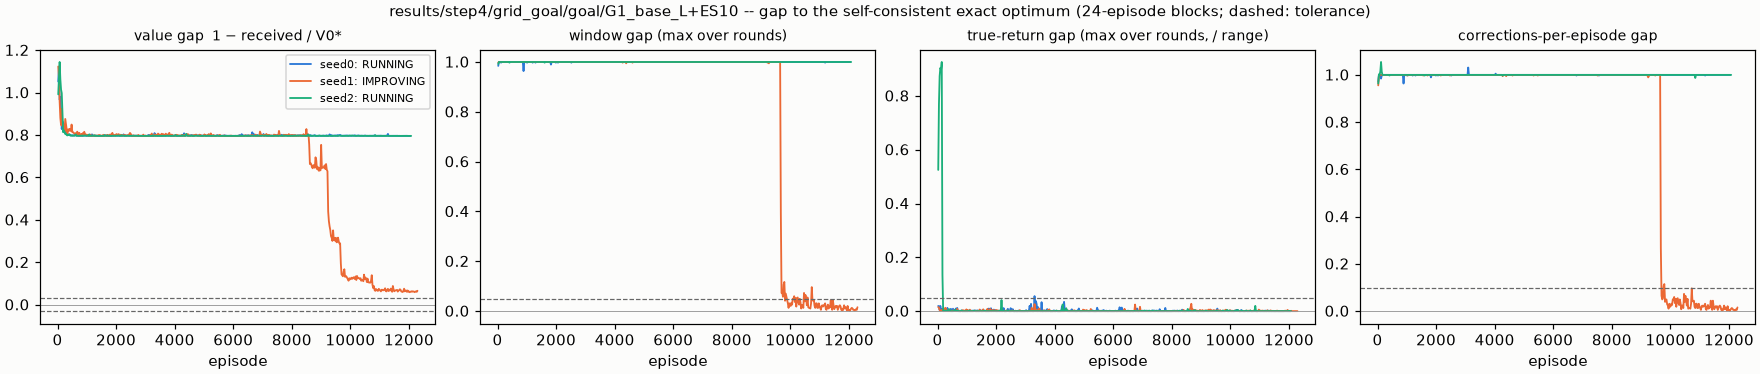 results/step4/grid_goal/goal/G1_base_L+ES10 -- gap to the self-consistent exact optimum (24-episode blocks; dashed: tolerance)
value gap 1 − received / V0*
1.2
1.0
0.8
0.6
0.4
0.2
0.0
0 2000 4000 6000 8000 10000 12000
episode
seed0: RUNNING
seed1: IMPROVING
seed2: RUNNING
window gap (max over rounds)
1.0
0.8
0.6
0.4
0.2
0.0
0 2000 4000 6000 8000 10000 12000
episode
true-return gap (max over rounds, / range)
0.8
0.6
0.4
0.2
0.0
0 2000 4000 6000 8000 10000 12000
episode
corrections-per-episode gap
1.0
0.8
0.6
0.4
0.2
0.0
0 2000 4000 6000 8000 10000 12000
episode